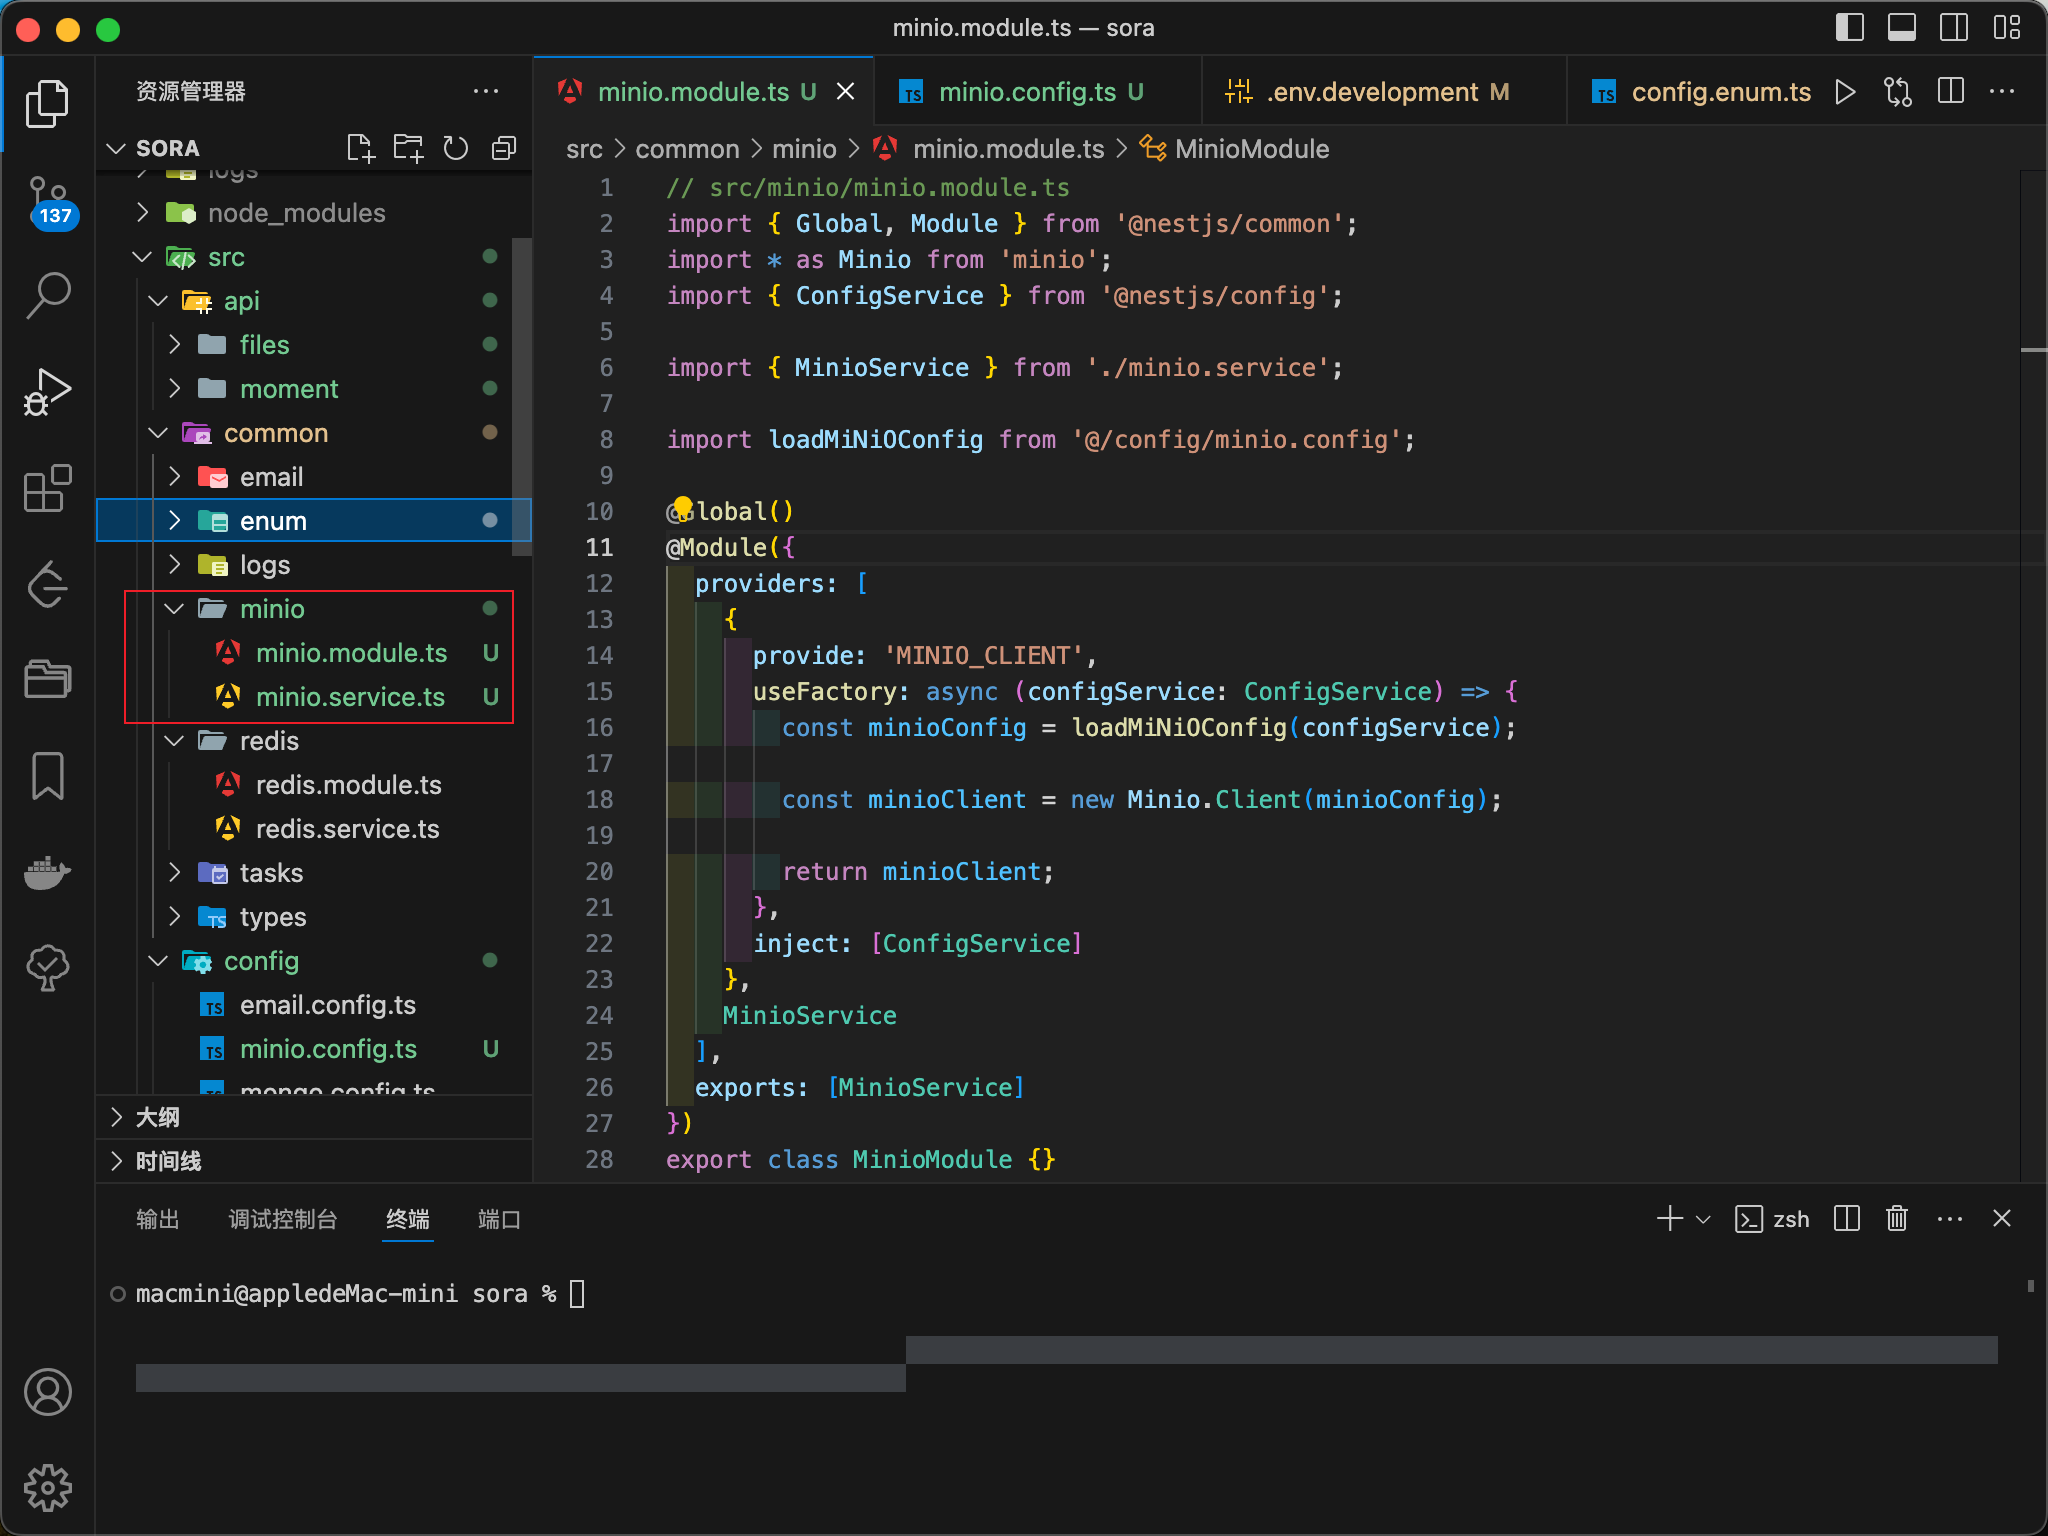 minio.module.ts — sora
资源管理器
SORA
logs
node_modules
src
api
files
moment
common
email
enum
logs
minio
minio.module.ts U
minio.service.ts U
redis
redis.module.ts
redis.service.ts
tasks
types
config
email.config.ts
minio.config.ts U
mongo.config.ts
大纲
时间线
137
minio.module.ts U
minio.config.ts U
.env.development M
config.enum.ts
src > common > minio > minio.module.ts > MinioModule
1 // src/minio/minio.module.ts
2 import { Global, Module } from '@nestjs/common';
3 import * as Minio from 'minio';
4 import { ConfigService } from '@nestjs/config';
5
6 import { MinioService } from './minio.service';
7
8 import loadMiNiOConfig from '@/config/minio.config';
9
10 @Global()
11 @Module({
12 providers: [
13 {
14 provide: 'MINIO_CLIENT',
15 useFactory: async (configService: ConfigService) => {
16 const minioConfig = loadMiNiOConfig(configService);
17
18 const minioClient = new Minio.Client(minioConfig);
19
20 return minioClient;
21 },
22 inject: [ConfigService]
23 },
24 MinioService
25 ],
26 exports: [MinioService]
27 })
28 export class MinioModule {}
输出 调试控制台 终端 端口
zsh
macmini@appledeMac-mini sora %